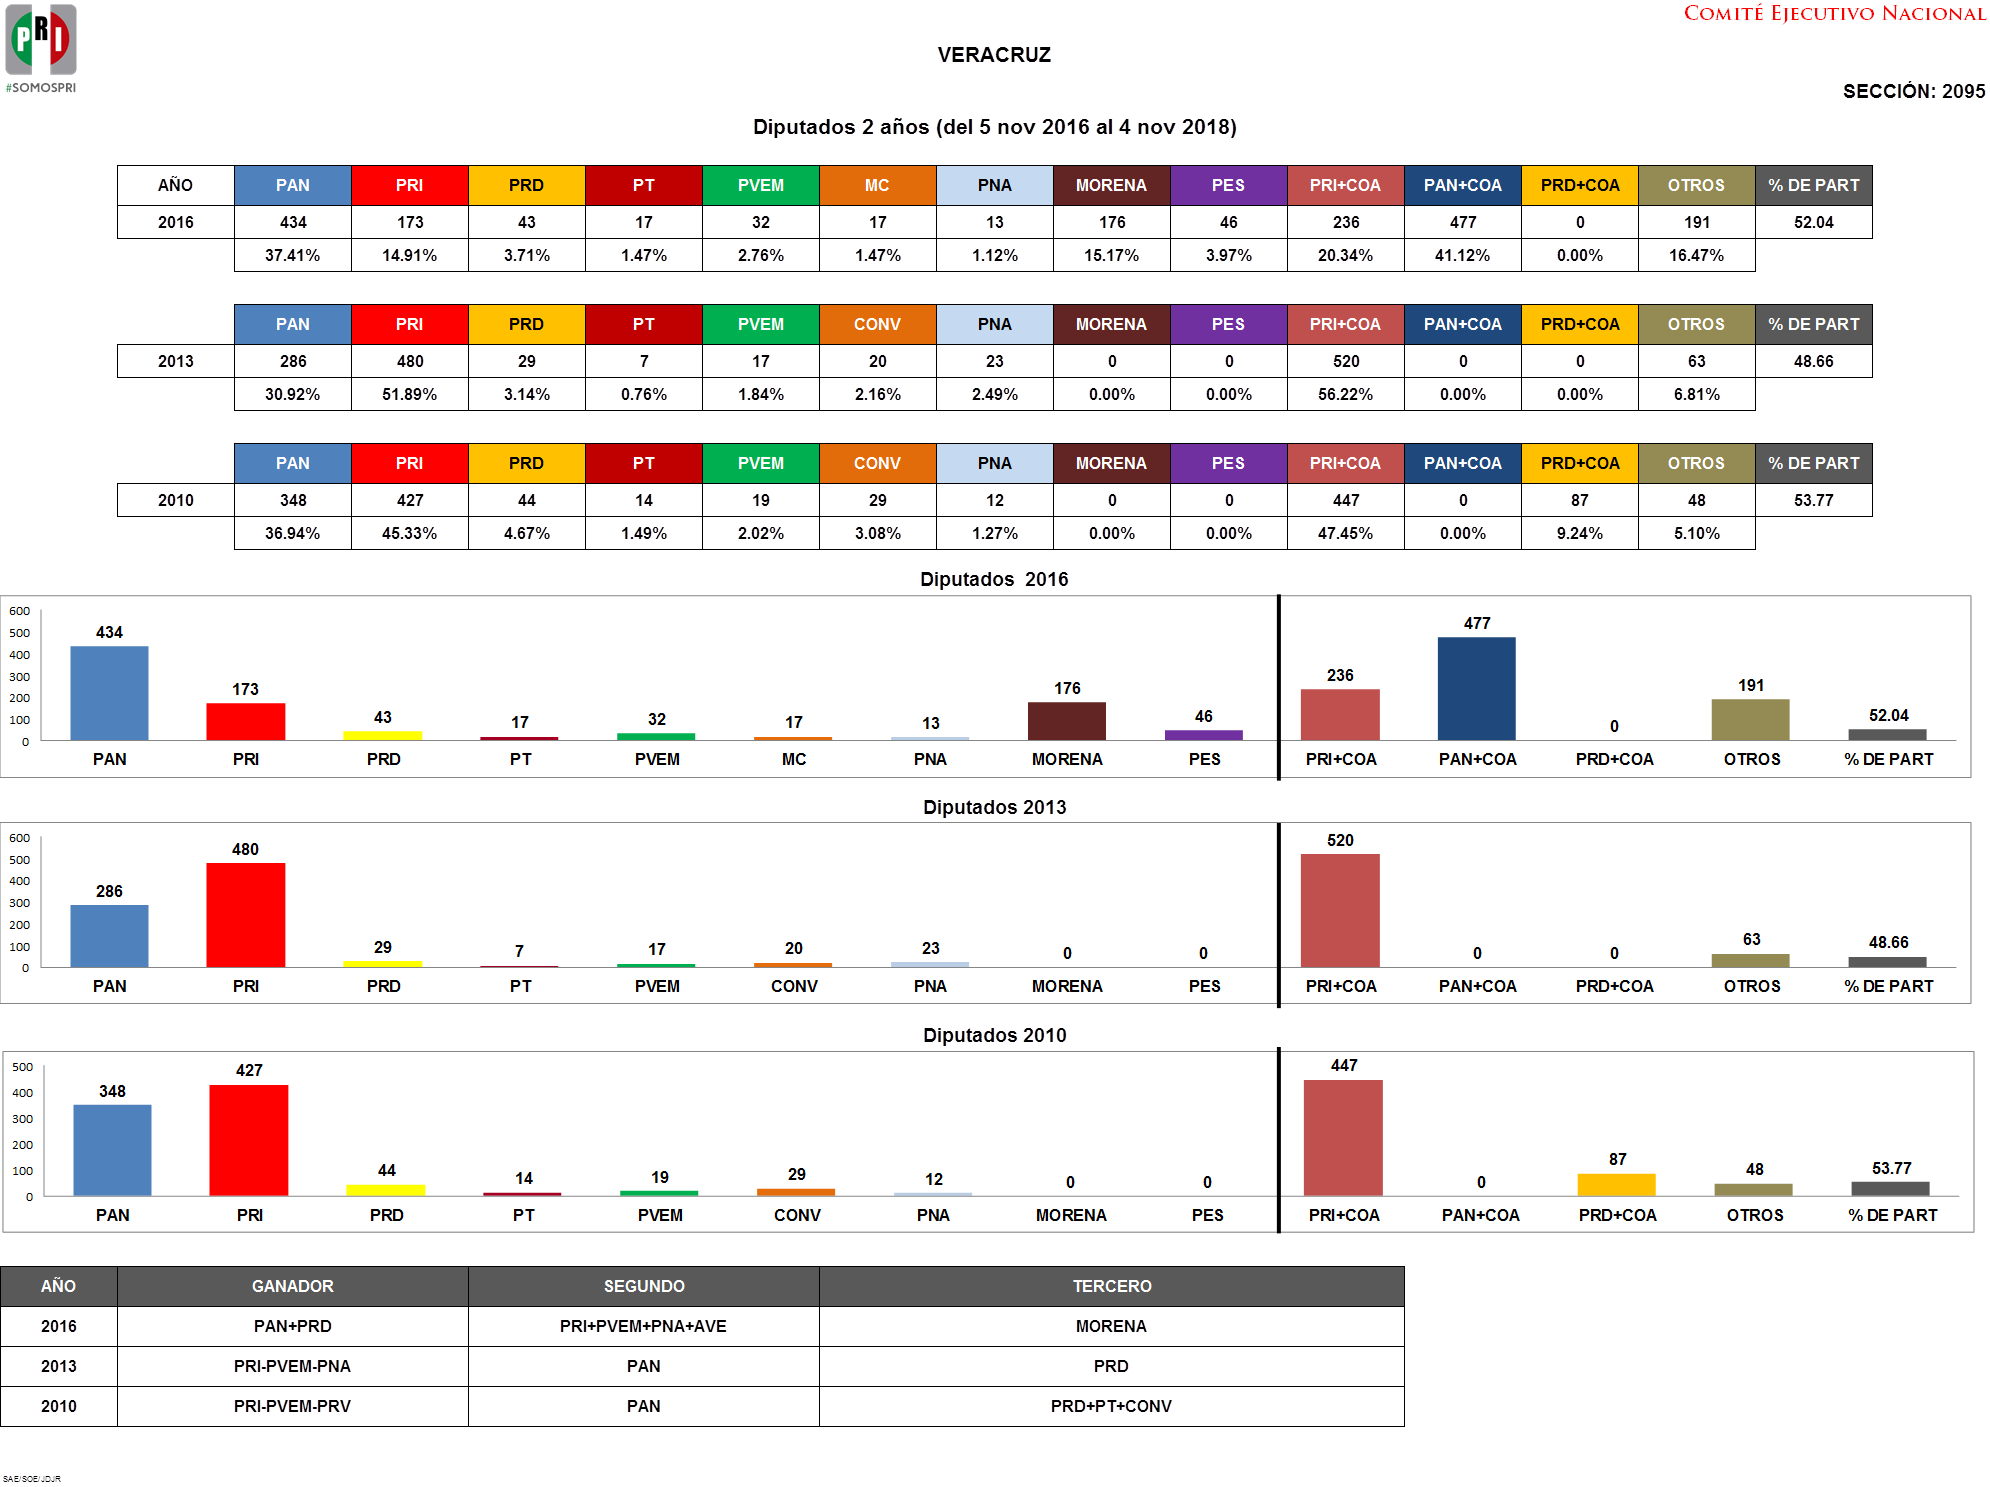 PRI
#SOMOSPRI
COMITÉ EJECUTIVO NACIONAL
VERACRUZ
SECCIÓN: 2095
Diputados 2 años (del 5 nov 2016 al 4 nov 2018)
AÑO PAN PRI PRD PT PVEM MC PNA MORENA PES PRI+COA PAN+COA PRD+COA OTROS % DE PART
2016 434 173 43 17 32 17 13 176 46 236 477 0 191 52.04
37.41% 14.91% 3.71% 1.47% 2.76% 1.47% 1.12% 15.17% 3.97% 20.34% 41.12% 0.00% 16.47%
PAN PRI PRD PT PVEM CONV PNA MORENA PES PRI+COA PAN+COA PRD+COA OTROS % DE PART
2013 286 480 29 7 17 20 23 0 0 520 0 0 63 48.66
30.92% 51.89% 3.14% 0.76% 1.84% 2.16% 2.49% 0.00% 0.00% 56.22% 0.00% 0.00% 6.81%
PAN PRI PRD PT PVEM CONV PNA MORENA PES PRI+COA PAN+COA PRD+COA OTROS % DE PART
2010 348 427 44 14 19 29 12 0 0 447 0 87 48 53.77
36.94% 45.33% 4.67% 1.49% 2.02% 3.08% 1.27% 0.00% 0.00% 47.45% 0.00% 9.24% 5.10%
Diputados 2016
600
500
400
300
200
100
0
434 173 43 17 32 17 13 176 46 236 477 0 191 52.04
PAN PRI PRD PT PVEM MC PNA MORENA PES PRI+COA PAN+COA PRD+COA OTROS % DE PART
Diputados 2013
600
500
400
300
200
100
0
286 480 29 7 17 20 23 0 0 520 0 0 63 48.66
PAN PRI PRD PT PVEM CONV PNA MORENA PES PRI+COA PAN+COA PRD+COA OTROS % DE PART
Diputados 2010
500
400
300
200
100
0
348 427 44 14 19 29 12 0 0 447 0 87 48 53.77
PAN PRI PRD PT PVEM CONV PNA MORENA PES PRI+COA PAN+COA PRD+COA OTROS % DE PART
AÑO GANADOR SEGUNDO TERCERO
2016 PAN+PRD PRI+PVEM+PNA+AVE MORENA
2013 PRI-PVEM-PNA PAN PRD
2010 PRI-PVEM-PRV PAN PRD+PT+CONV
SAE/SOE/JDJR